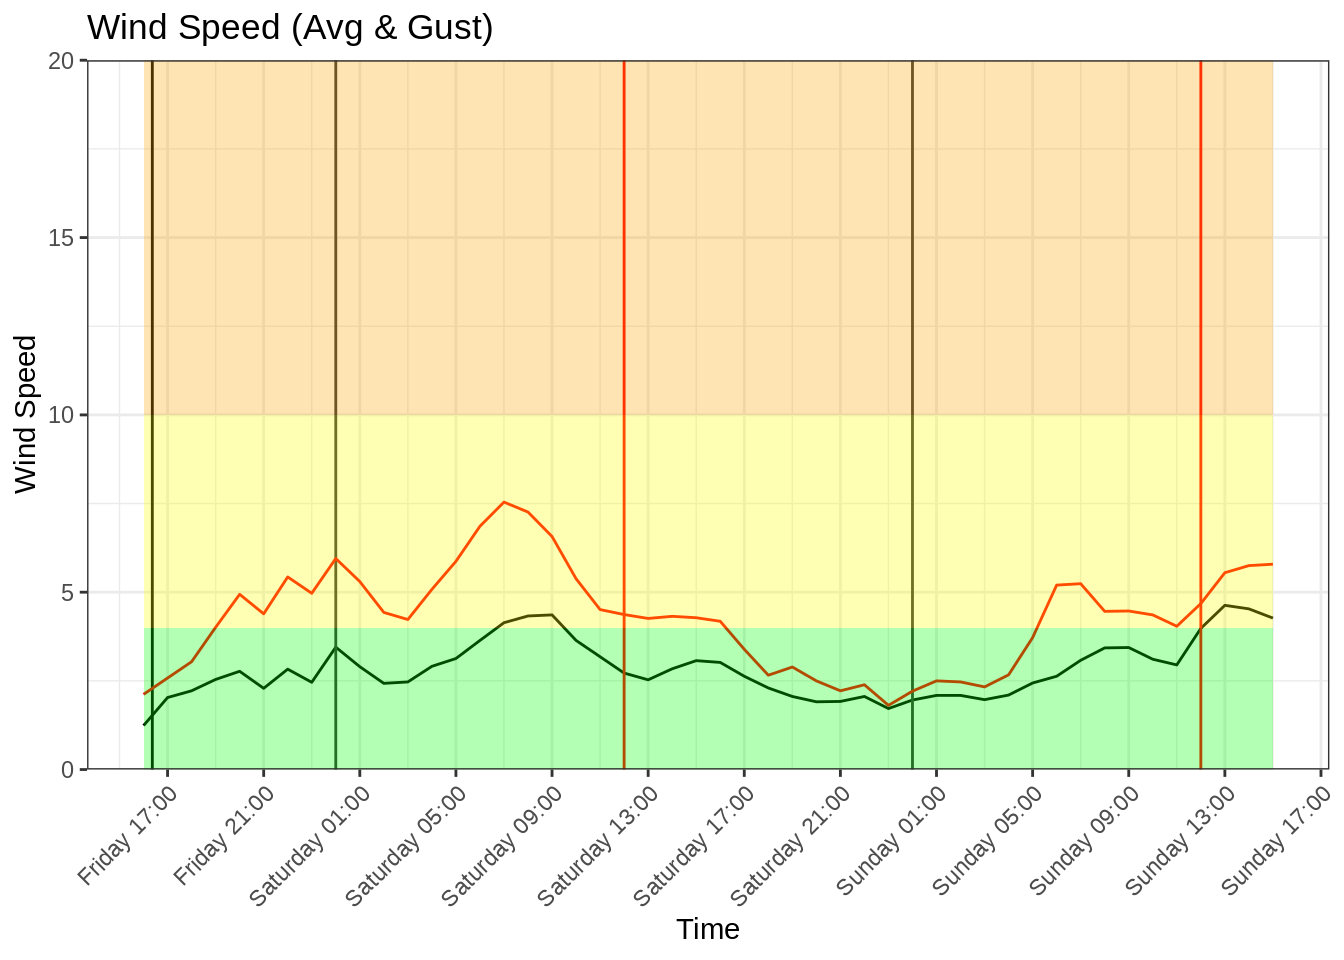 Wind Speed (Avg & Gust)
20
15
10
5
0
Wind Speed
Friday 17:00
Friday 21:00
Saturday 01:00
Saturday 05:00
Saturday 09:00
Saturday 13:00
Saturday 17:00
Saturday 21:00
Sunday 01:00
Sunday 05:00
Sunday 09:00
Sunday 13:00
Sunday 17:00
Time